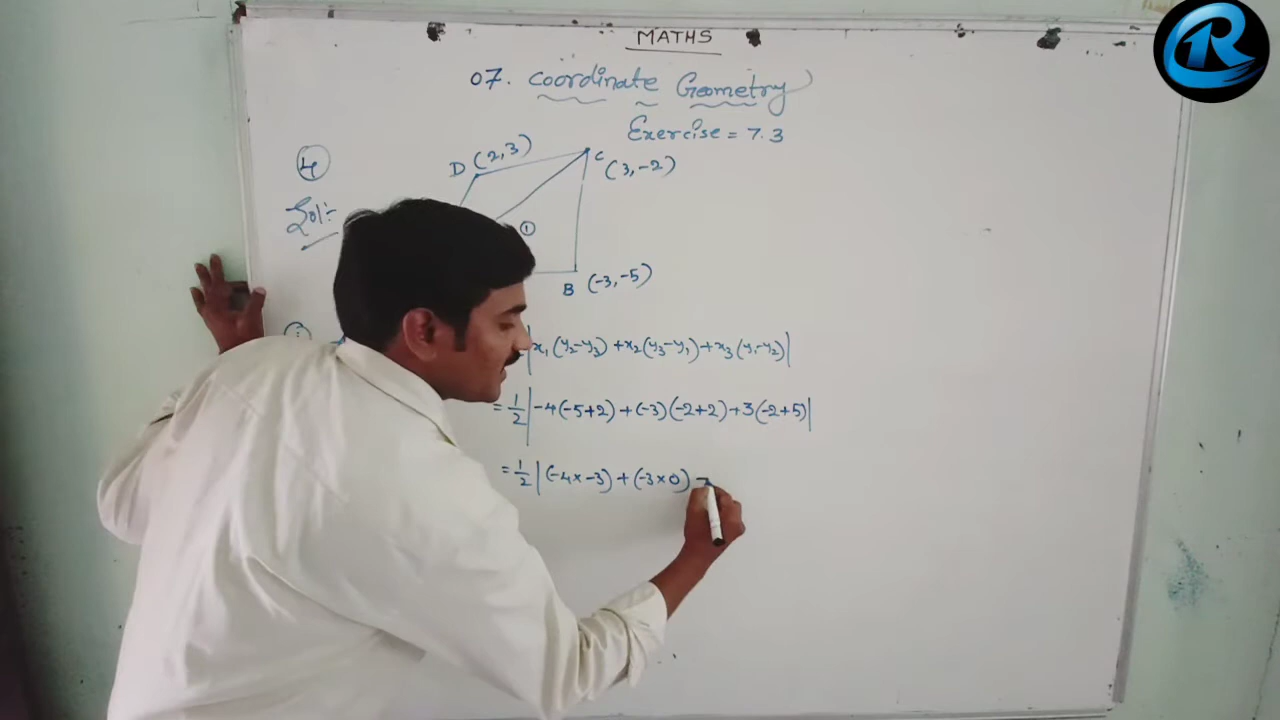 MATHS
07. Coordinate Geometry
Exercise = 7.3
4
D (2,3)
C
(3,-2)
Sol:-
1
B (-3,-5)
|x₁(y₂-y₃)+x₂(y₃-y₁)+x₃(y₁-y₂)|
=1/2|-4(-5+2)+(-3)(-2+2)+3(-2+5)|
=1/2|(-4×-3)+(-3×0)
R